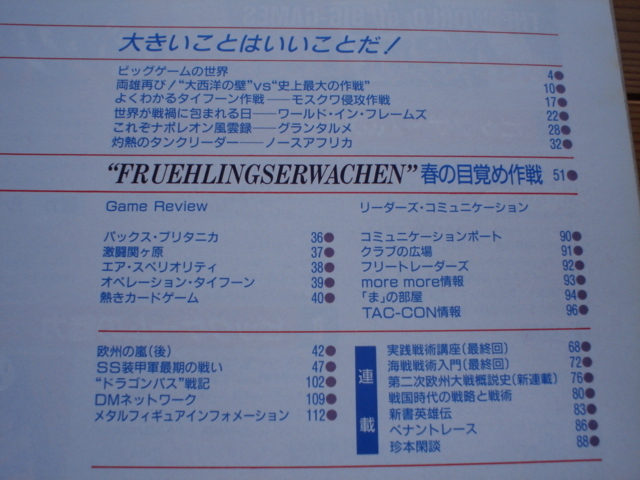 大きいことはいいことだ!
ビッグゲームの世界 4●
両雄再び!“大西洋の壁”vs“史上最大の作戦” 10●
よくわかるタイフーン作戦──モスクワ侵攻作戦 17●
世界が戦禍に包まれる日──ワールド・イン・フレームズ 22●
これぞナポレオン風雲録──グランタルメ 28●
灼熱のタンクリーダー──ノースアフリカ 32●
“FRUEHLINGSERWACHEN”春の目覚め作戦 51●
Game Review
パックス・ブリタニカ 36●
激闘関ヶ原 37●
エア・スペリオリティ 38●
オペレーション・タイフーン 39●
熱きカードゲーム 40●
リーダーズ・コミュニケーション
コミュニケーションポート 90●
クラブの広場 91●
フリートレーダーズ 92●
more more情報 93●
「ま」の部屋 94●
TAC-CON情報 96●
欧州の嵐(後) 42●
SS装甲軍最期の戦い 47●
“ドラゴンパス”戦記 102●
DMネットワーク 109●
メタルフィギュアインフォメーション 112●
連載
実践戦術講座(最終回) 68●
海戦戦術入門(最終回) 72●
第二次欧州大戦概説史(新連載) 76●
戦国時代の戦略と戦術 80●
新書英雄伝 83●
ペナントレース 86●
珍本閑談 88●